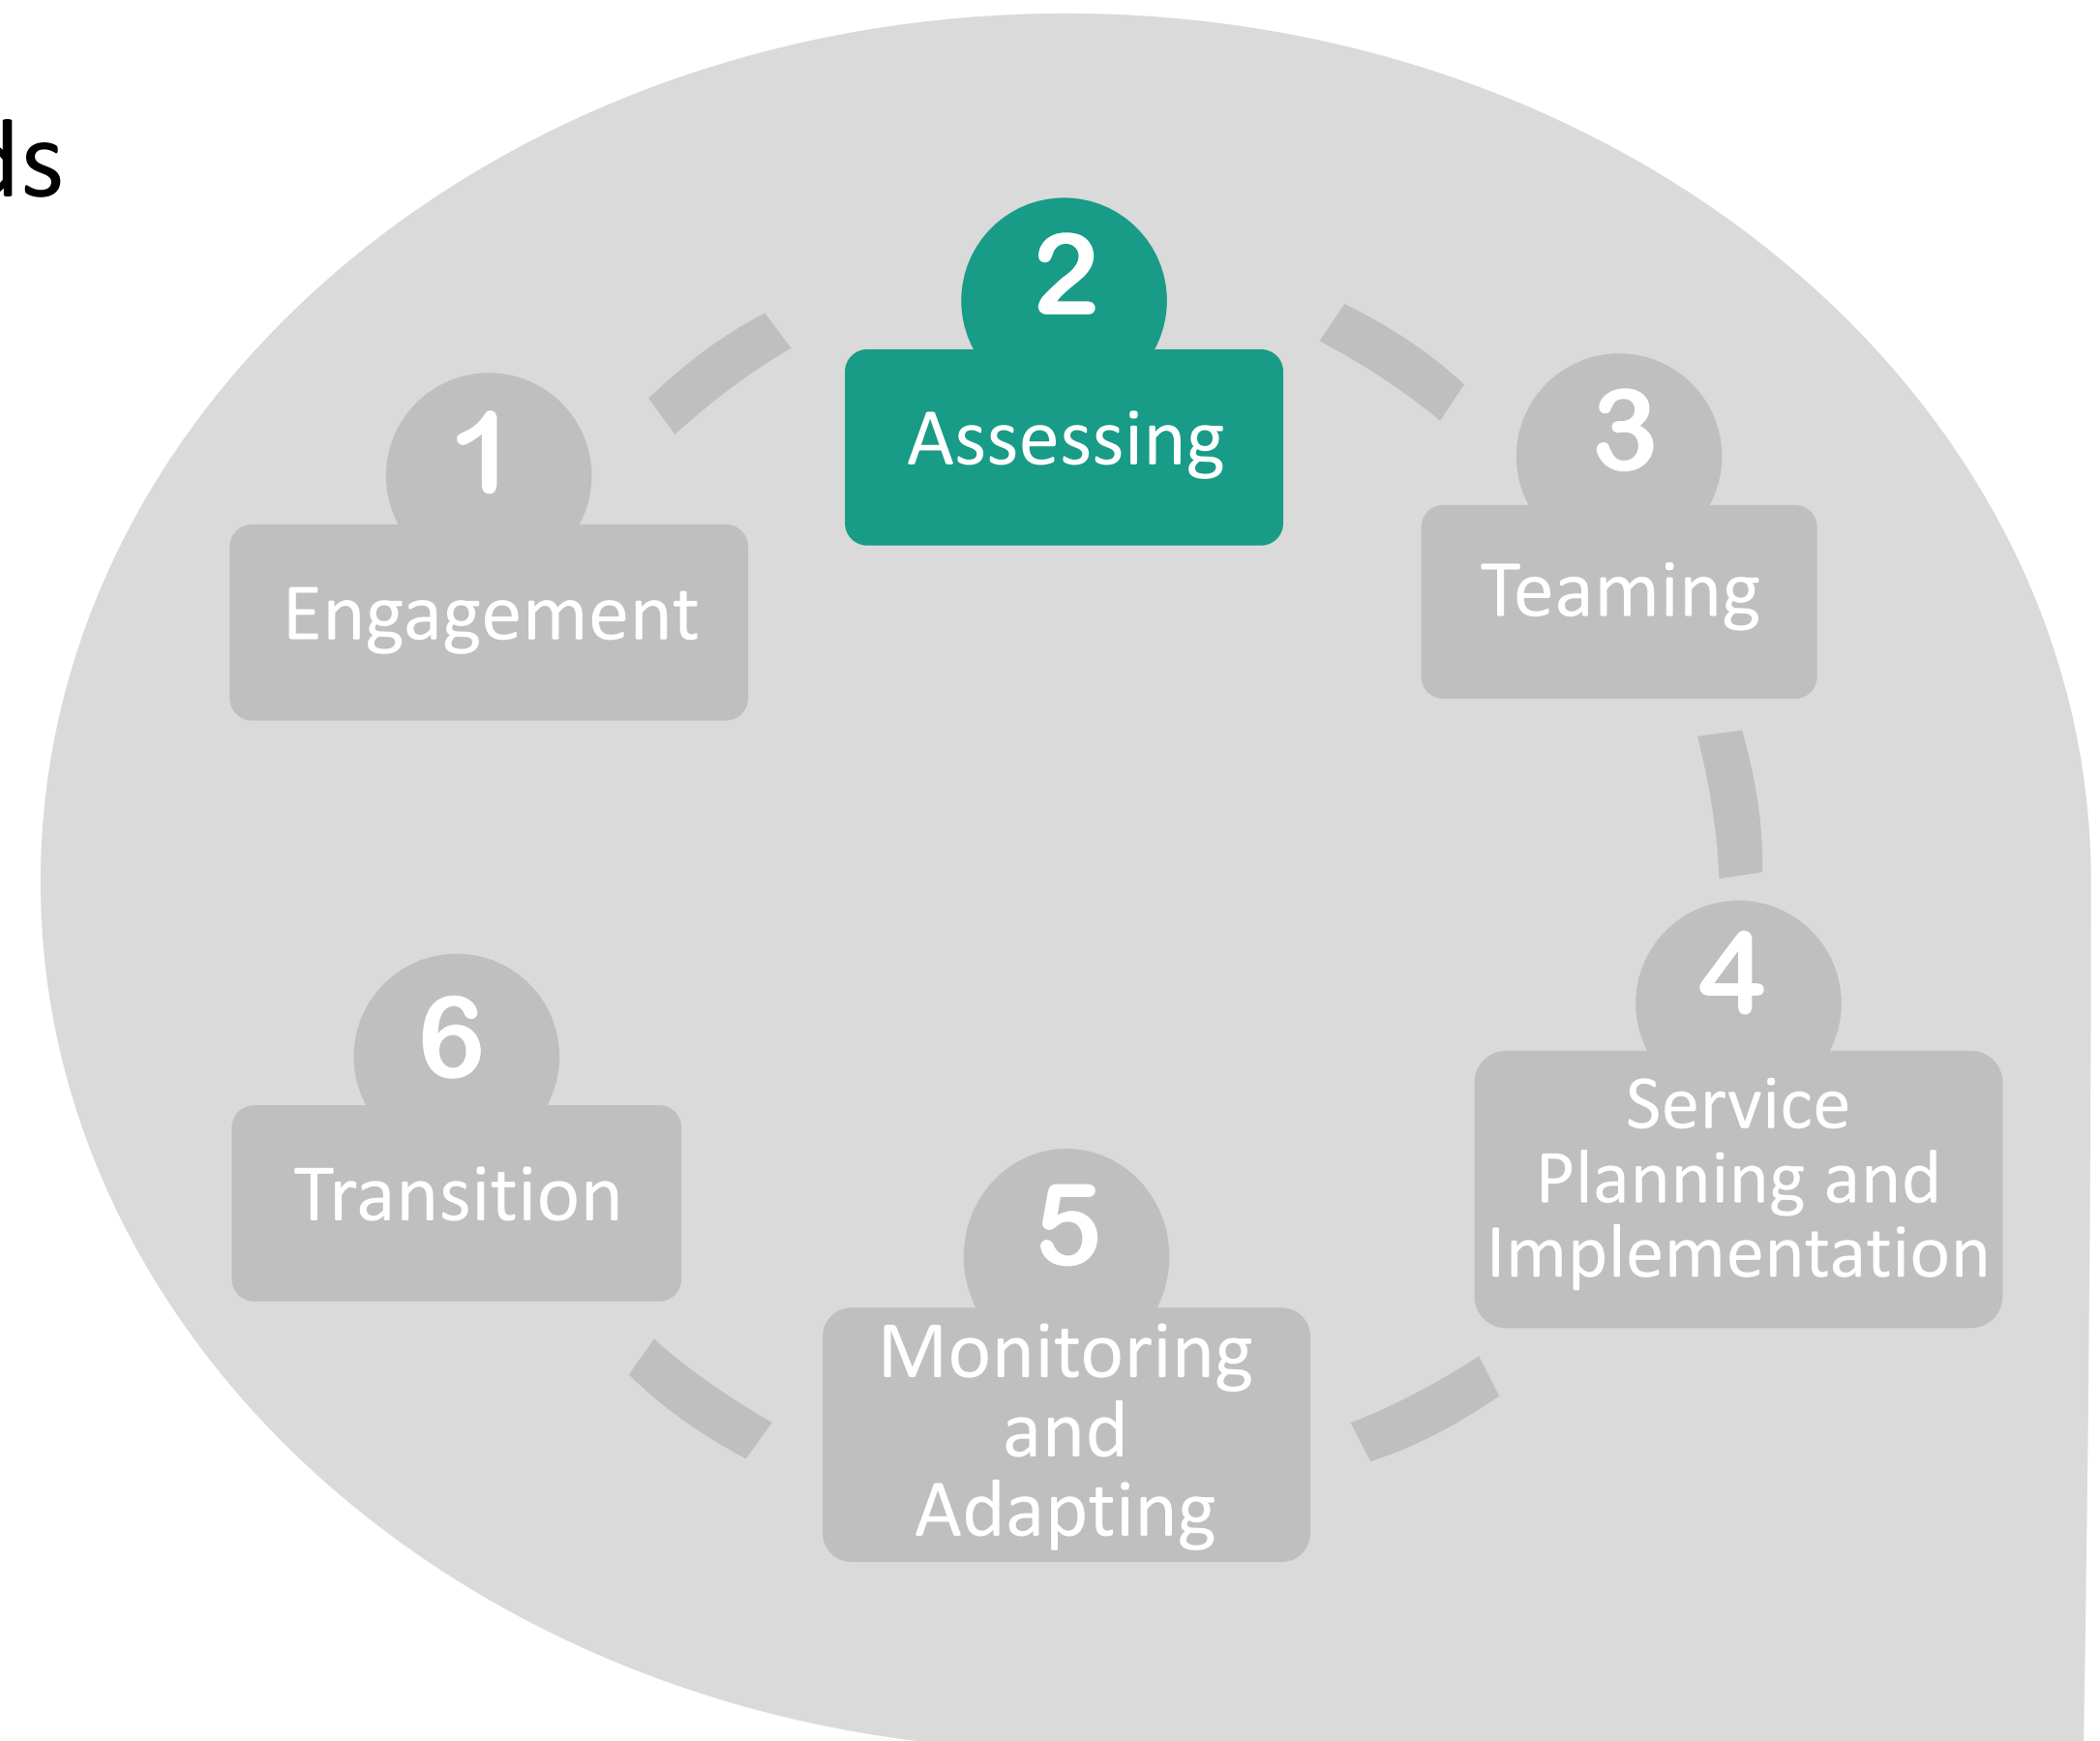 ds
1
Engagement
2
Assessing
3
Teaming
4
Service
Planning and
Implementation
5
Monitoring
and
Adapting
6
Transition